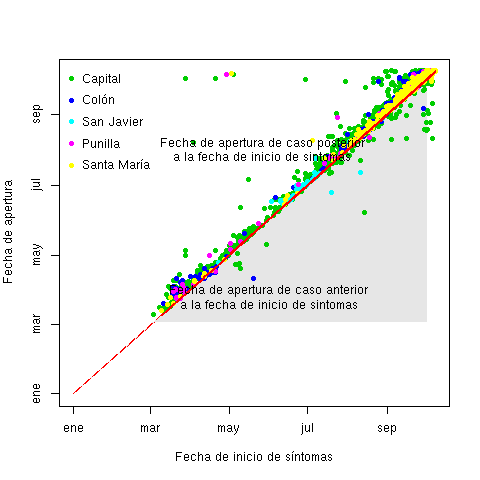 Capital
Colón
San Javier
Punilla
Santa María
Fecha de apertura de caso posterior
a la fecha de inicio de sintomas
Fecha de apertura de caso anterior
a la fecha de inicio de sintomas
Fecha de apertura
ene
mar
may
jul
sep
ene
mar
may
jul
sep
Fecha de inicio de síntomas